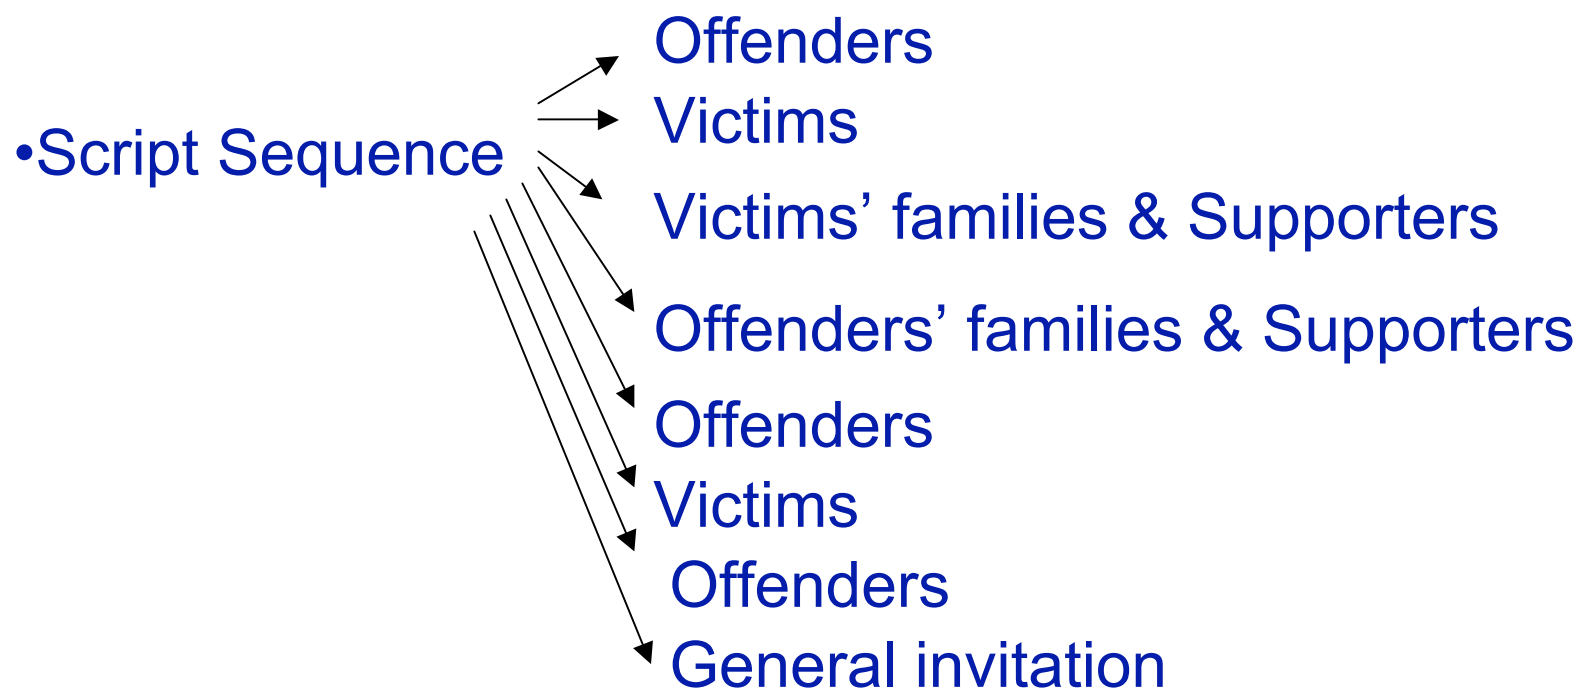 Offenders
Victims
•Script Sequence
Victims’ families & Supporters
Offenders’ families & Supporters
Offenders
Victims
Offenders
General invitation